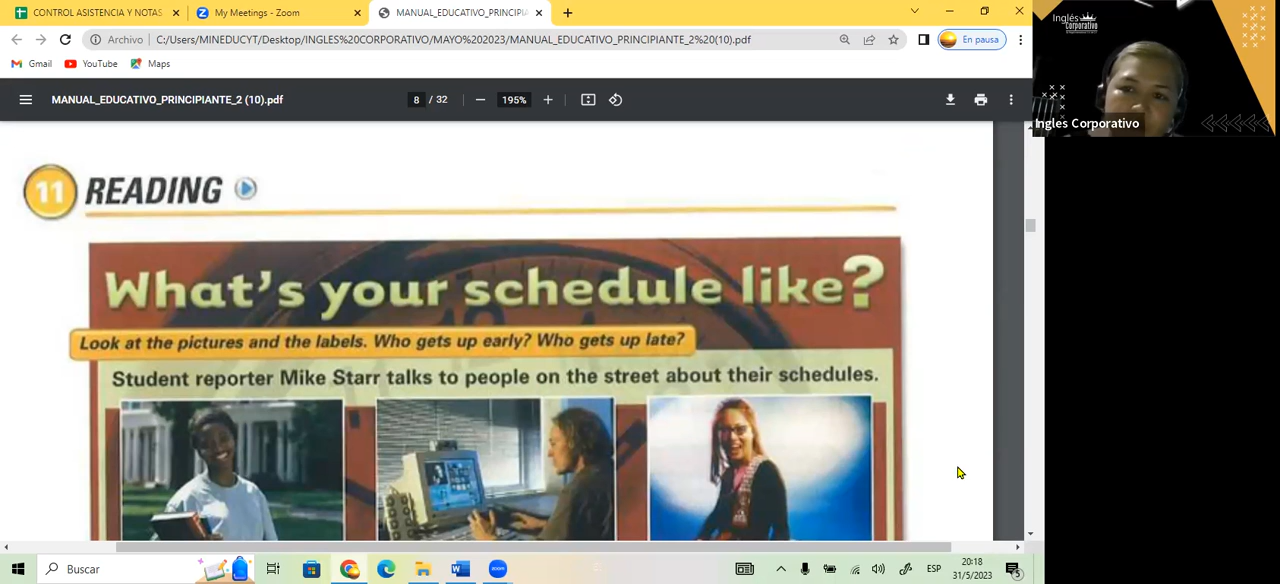 CONTROL ASISTENCIA Y NOTAS
My Meetings - Zoom
MANUAL_EDUCATIVO_PRINCIPIA
Archivo
C:/Users/MINEDUCYT/Desktop/INGLES%20CORPORATIVO/MAYO%202023/MANUAL_EDUCATIVO_PRINCIPIANTE_2%20(10).pdf
En pausa
Gmail
YouTube
Maps
MANUAL_EDUCATIVO_PRINCIPIANTE_2 (10).pdf
8 / 32
195%
Inglés
Corporativo
Ingles Corporativo
11 READING
What's your schedule like?
Look at the pictures and the labels. Who gets up early? Who gets up late?
Student reporter Mike Starr talks to people on the street about their schedules.
Buscar
zoom
ESP
20:18
31/5/2023
5